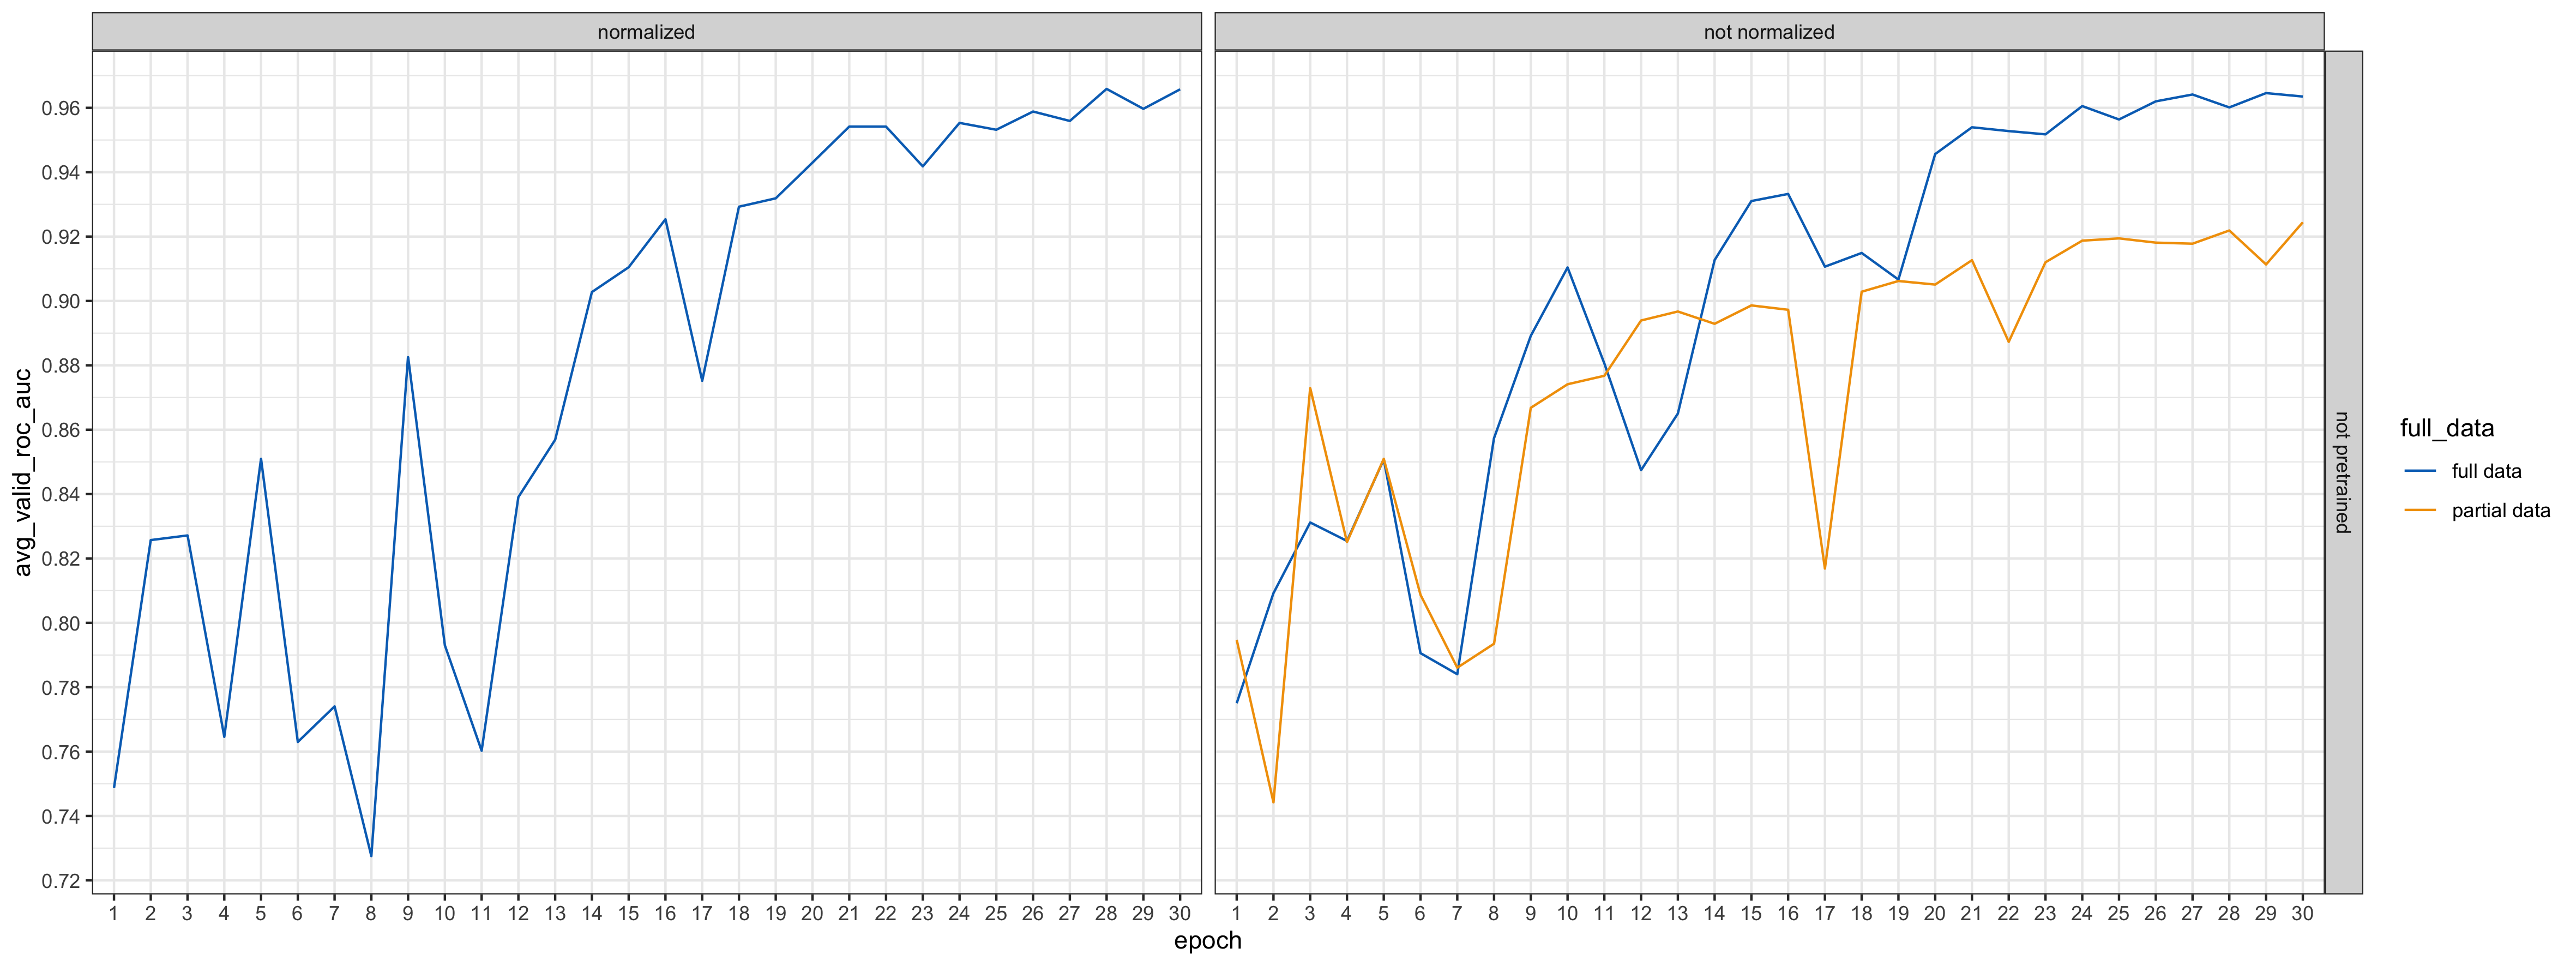 normalized
not normalized
avg_valid_roc_auc
0.96
0.94
0.92
0.90
0.88
0.86
0.84
0.82
0.80
0.78
0.76
0.74
0.72
not pretrained
full_data
full data
partial data
1 2 3 4 5 6 7 8 9 10 11 12 13 14 15 16 17 18 19 20 21 22 23 24 25 26 27 28 29 30
1 2 3 4 5 6 7 8 9 10 11 12 13 14 15 16 17 18 19 20 21 22 23 24 25 26 27 28 29 30
epoch